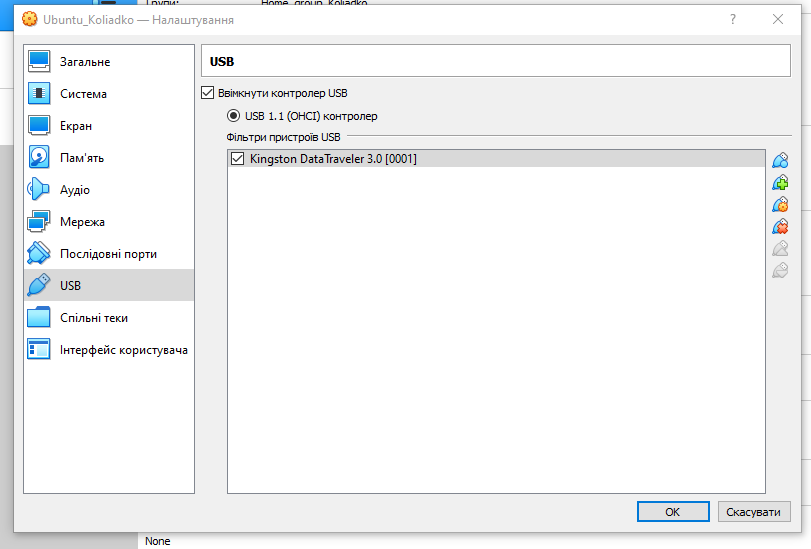 Групи:
Home_group_Koliadko
Ubuntu_Koliadko — Налаштування
?
Загальне
Система
Екран
Пам'ять
Аудіо
Мережа
Послідовні порти
USB
Спільні теки
Інтерфейс користувача
USB
Ввімкнути контролер USB
USB 1.1 (OHCI) контролер
Фільтри пристроїв USB
Kingston DataTraveler 3.0 [0001]
OK
Скасувати
None